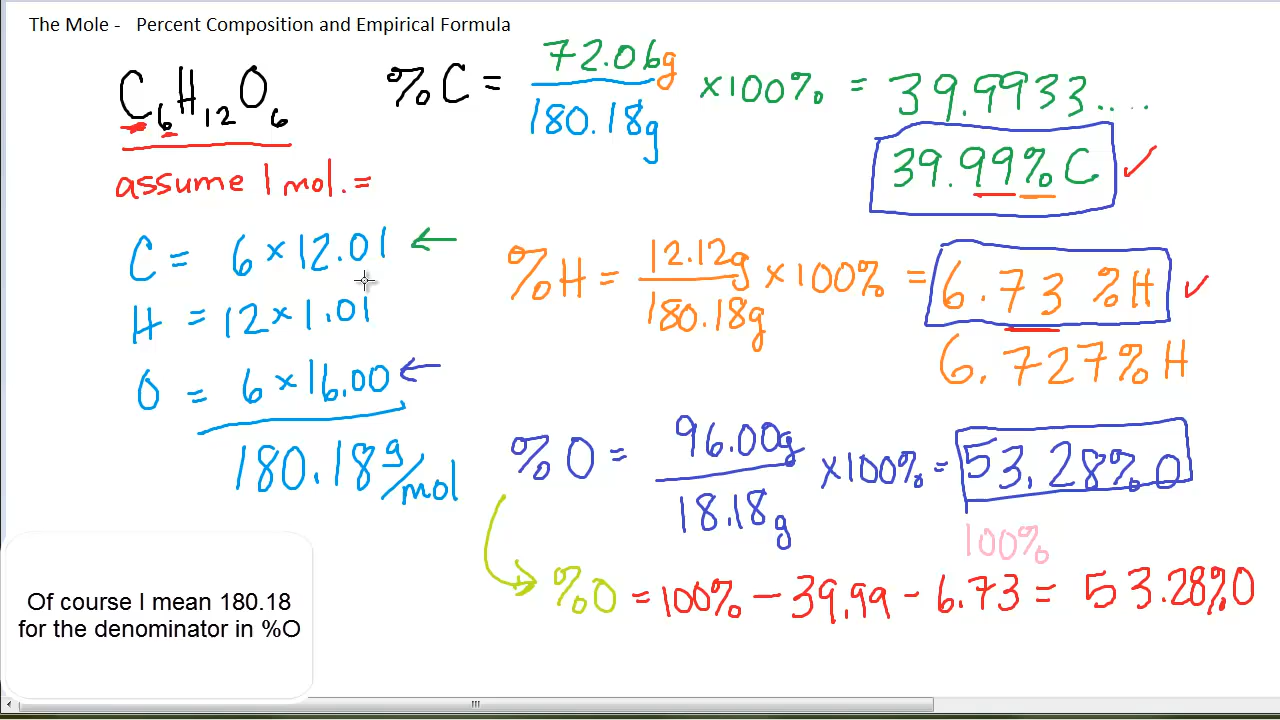 The Mole - Percent Composition and Empirical Formula
C6H12O6
assume 1 mol. =
C = 6 × 12.01 ←
H = 12 × 1.01
O = 6 × 16.00 ←
180.18 g/mol
%C = 72.06g / 180.18g ×100% = 39.9933....
39.99%C ✓
%H = 12.12g / 180.18g ×100% = 6.73 %H ✓
6.727% H
%O = 96.00g / 18.18g ×100% = 53.28% O
100%
%O = 100% - 39.99 - 6.73 = 53.28%O
Of course I mean 180.18
for the denominator in %O